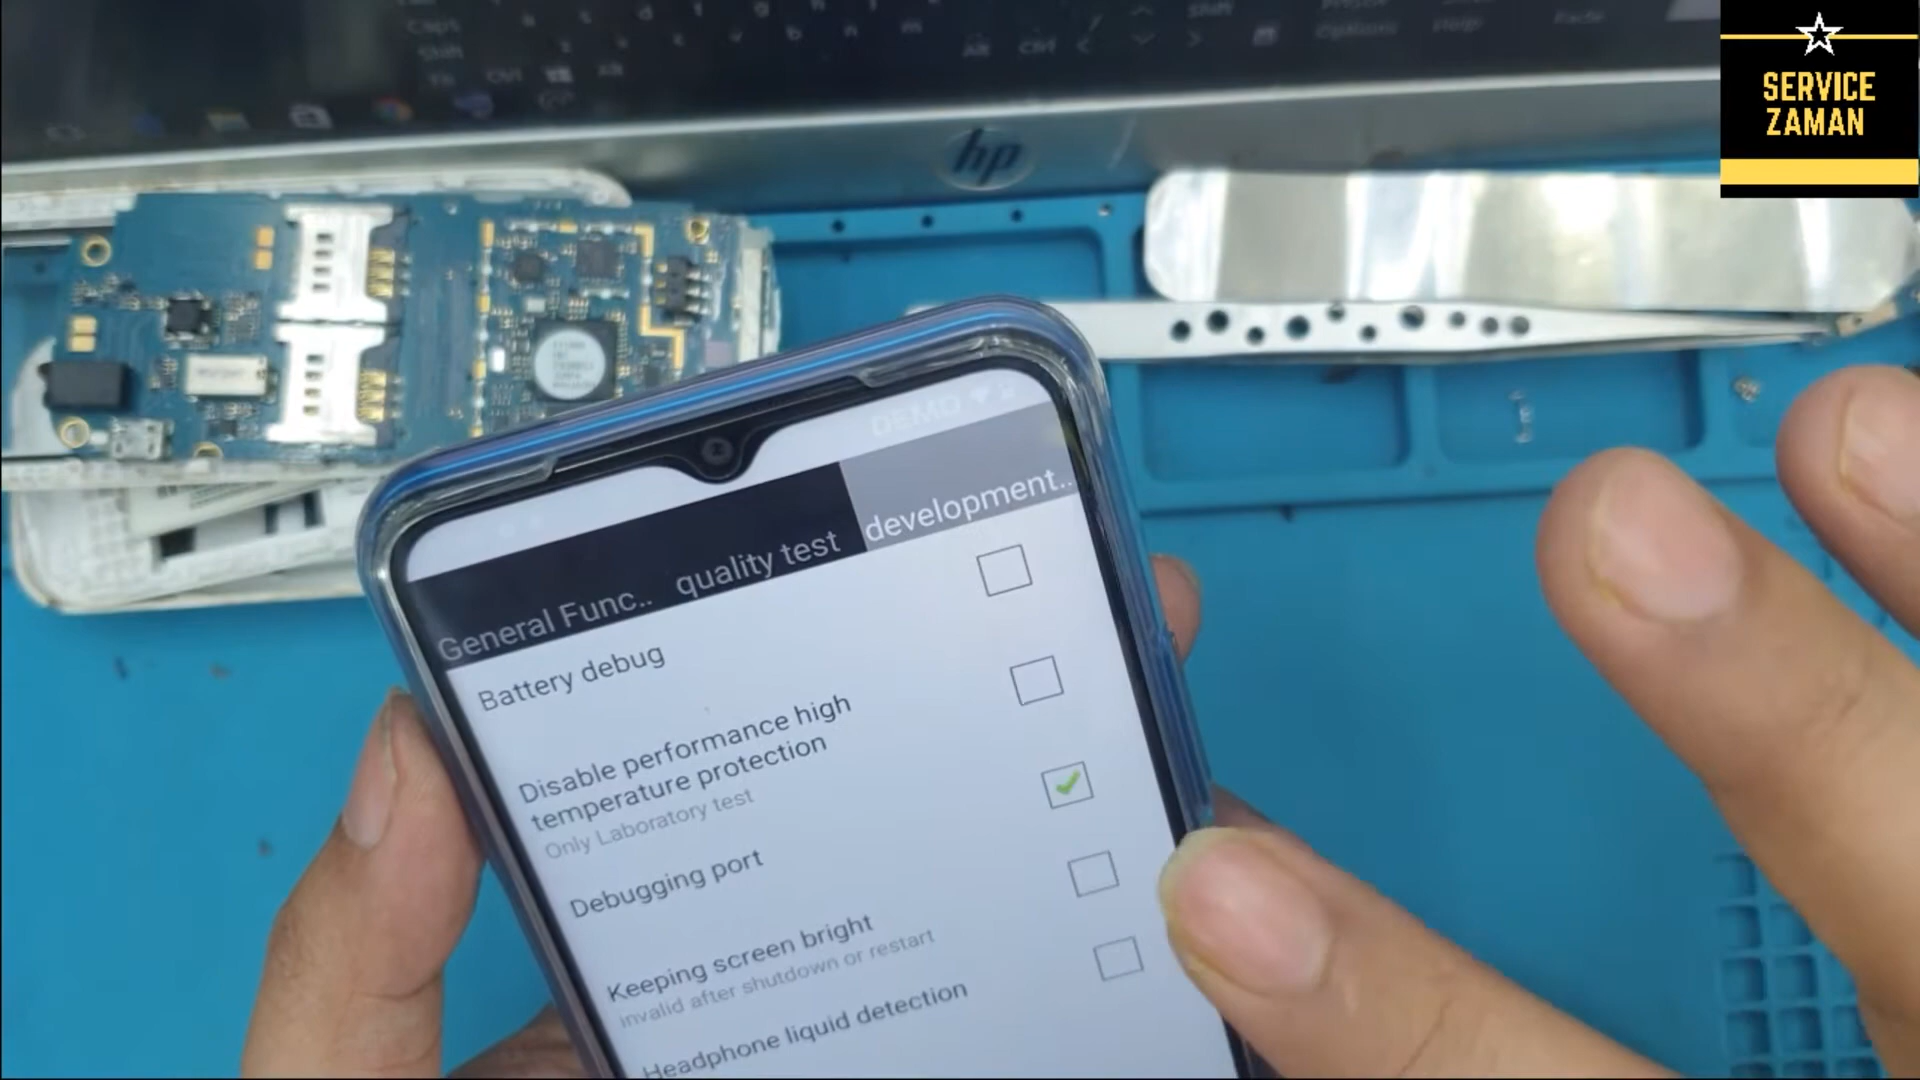 SERVICE
ZAMAN
hp
DEMO
General Func..
quality test
development..
Battery debug
Disable performance high
temperature protection
Only Laboratory test
Debugging port
Keeping screen bright
invalid after shutdown or restart
Headphone liquid detection